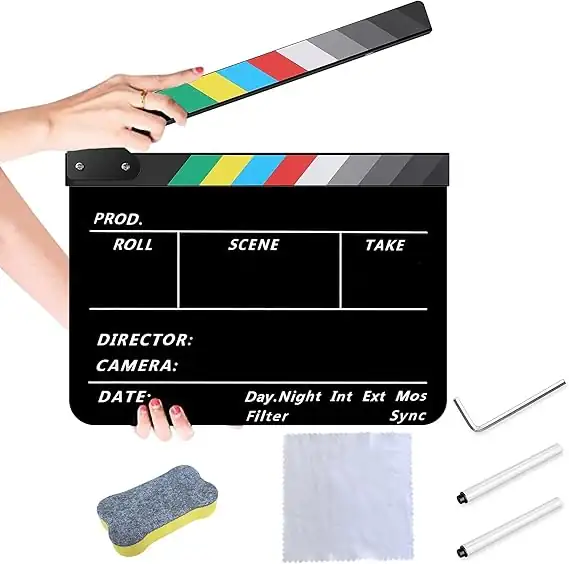 PROD.
ROLL SCENE TAKE
DIRECTOR:
CAMERA:
DATE: Day.Night Int Ext Mos
Filter Sync